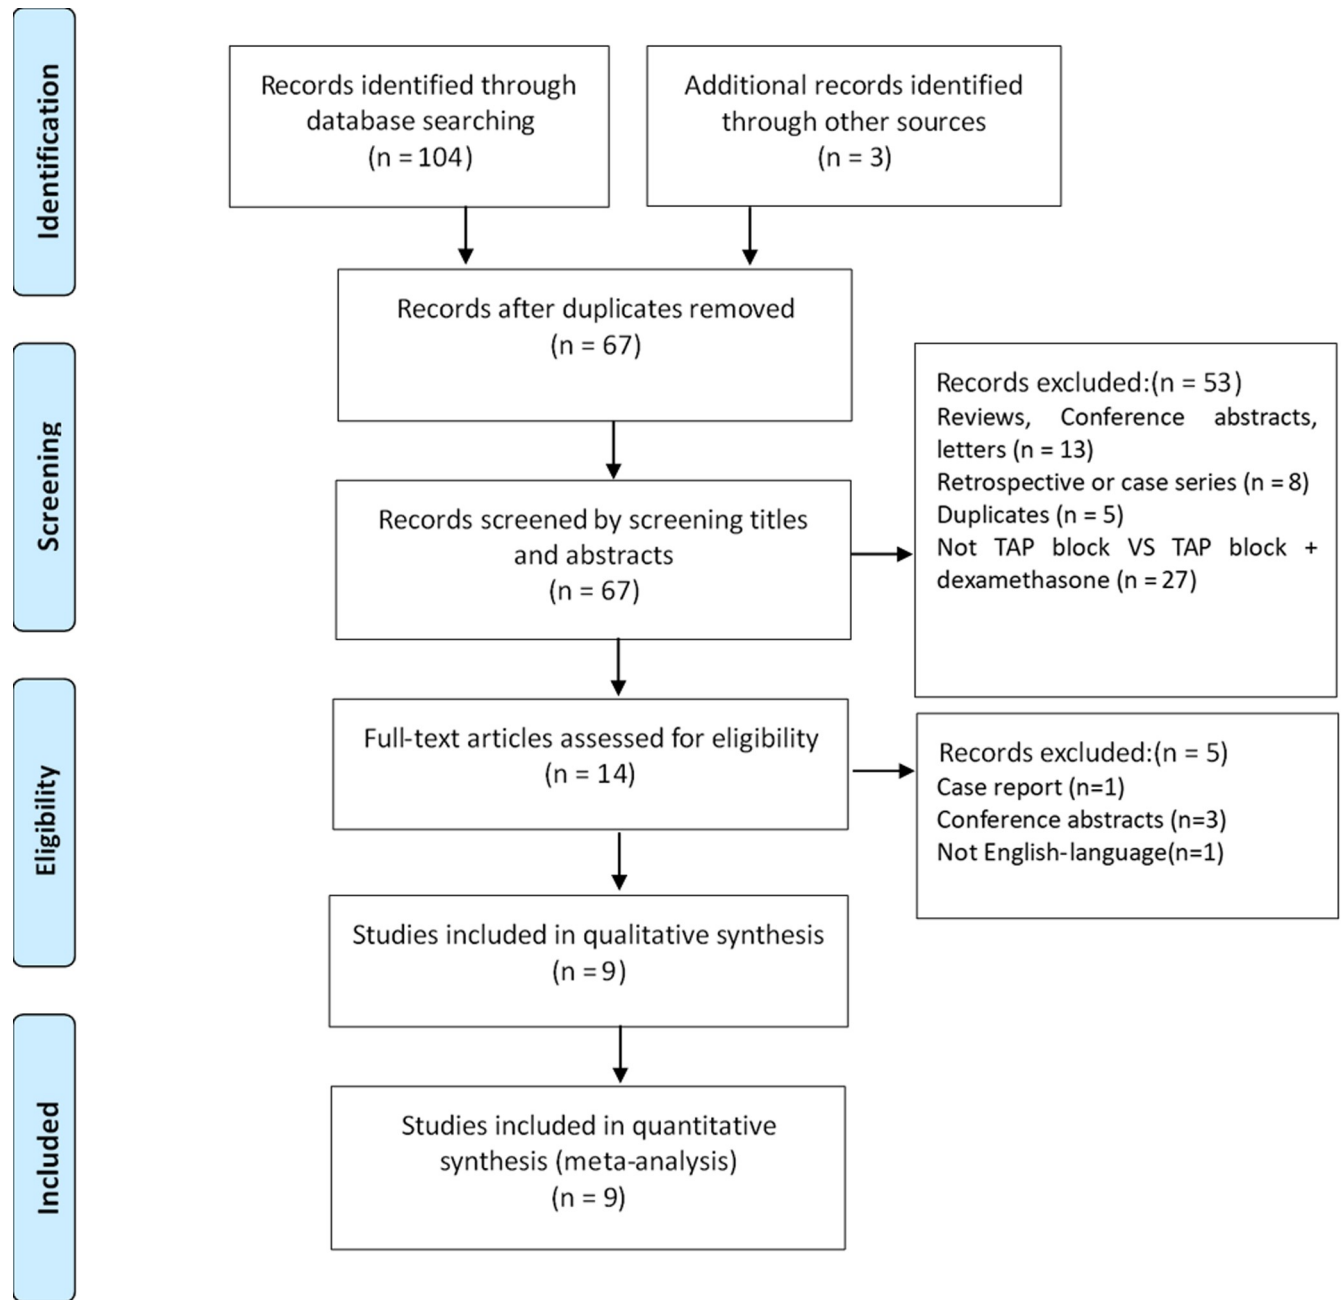 Identification
Records identified through
database searching
(n = 104)
Additional records identified
through other sources
(n = 3)
Records after duplicates removed
(n = 67)
Screening
Records screened by screening titles
and abstracts
(n = 67)
Records excluded:(n = 53)
Reviews, Conference abstracts,
letters (n = 13)
Retrospective or case series (n = 8)
Duplicates (n = 5)
Not TAP block VS TAP block +
dexamethasone (n = 27)
Eligibility
Full-text articles assessed for eligibility
(n = 14)
Records excluded:(n = 5)
Case report (n=1)
Conference abstracts (n=3)
Not English-language(n=1)
Studies included in qualitative synthesis
(n = 9)
Included
Studies included in quantitative
synthesis (meta-analysis)
(n = 9)